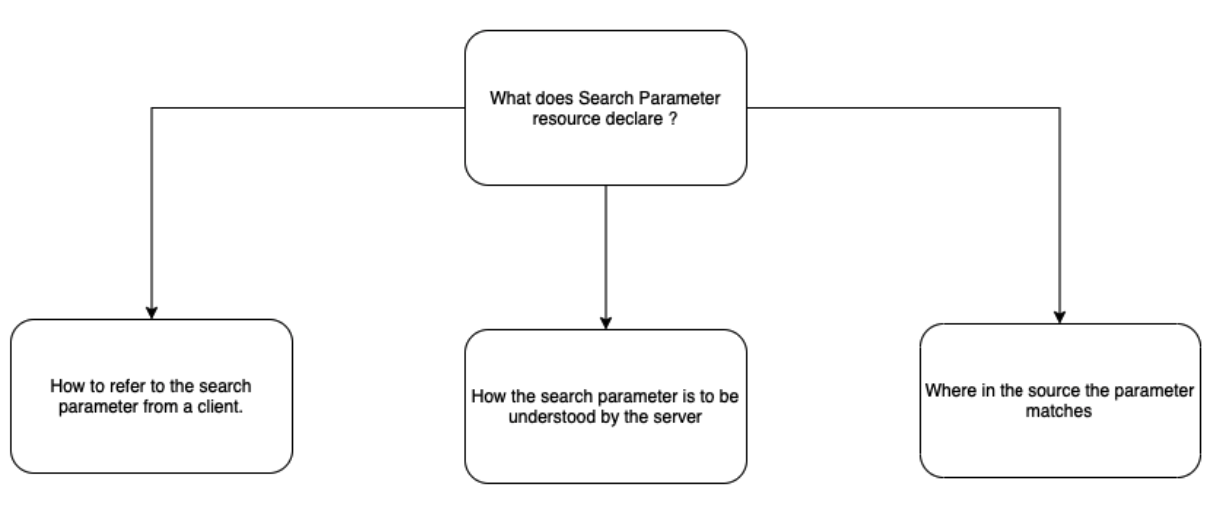 What does Search Parameter
resource declare ?
How to refer to the search
parameter from a client.
How the search parameter is to be
understood by the server
Where in the source the parameter
matches